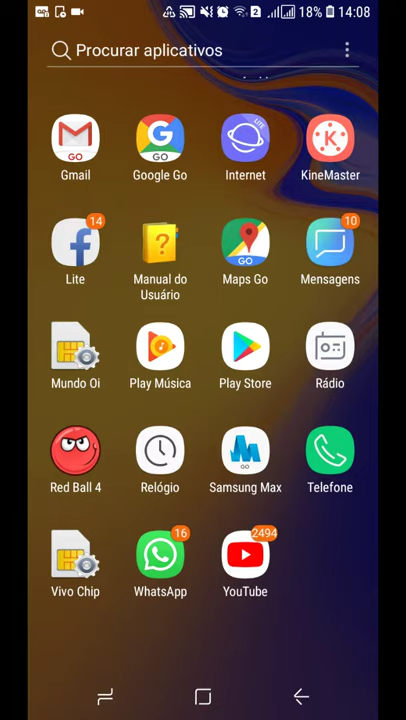 2 18% 14:08
Procurar aplicativos
GO GO LITE K
Gmail Google Go Internet KineMaster
14 10
GO
Lite Manual do Usuário Maps Go Mensagens
Mundo Oi Play Música Play Store Rádio
GO
Red Ball 4 Relógio Samsung Max Telefone
16 2494
Vivo Chip WhatsApp YouTube